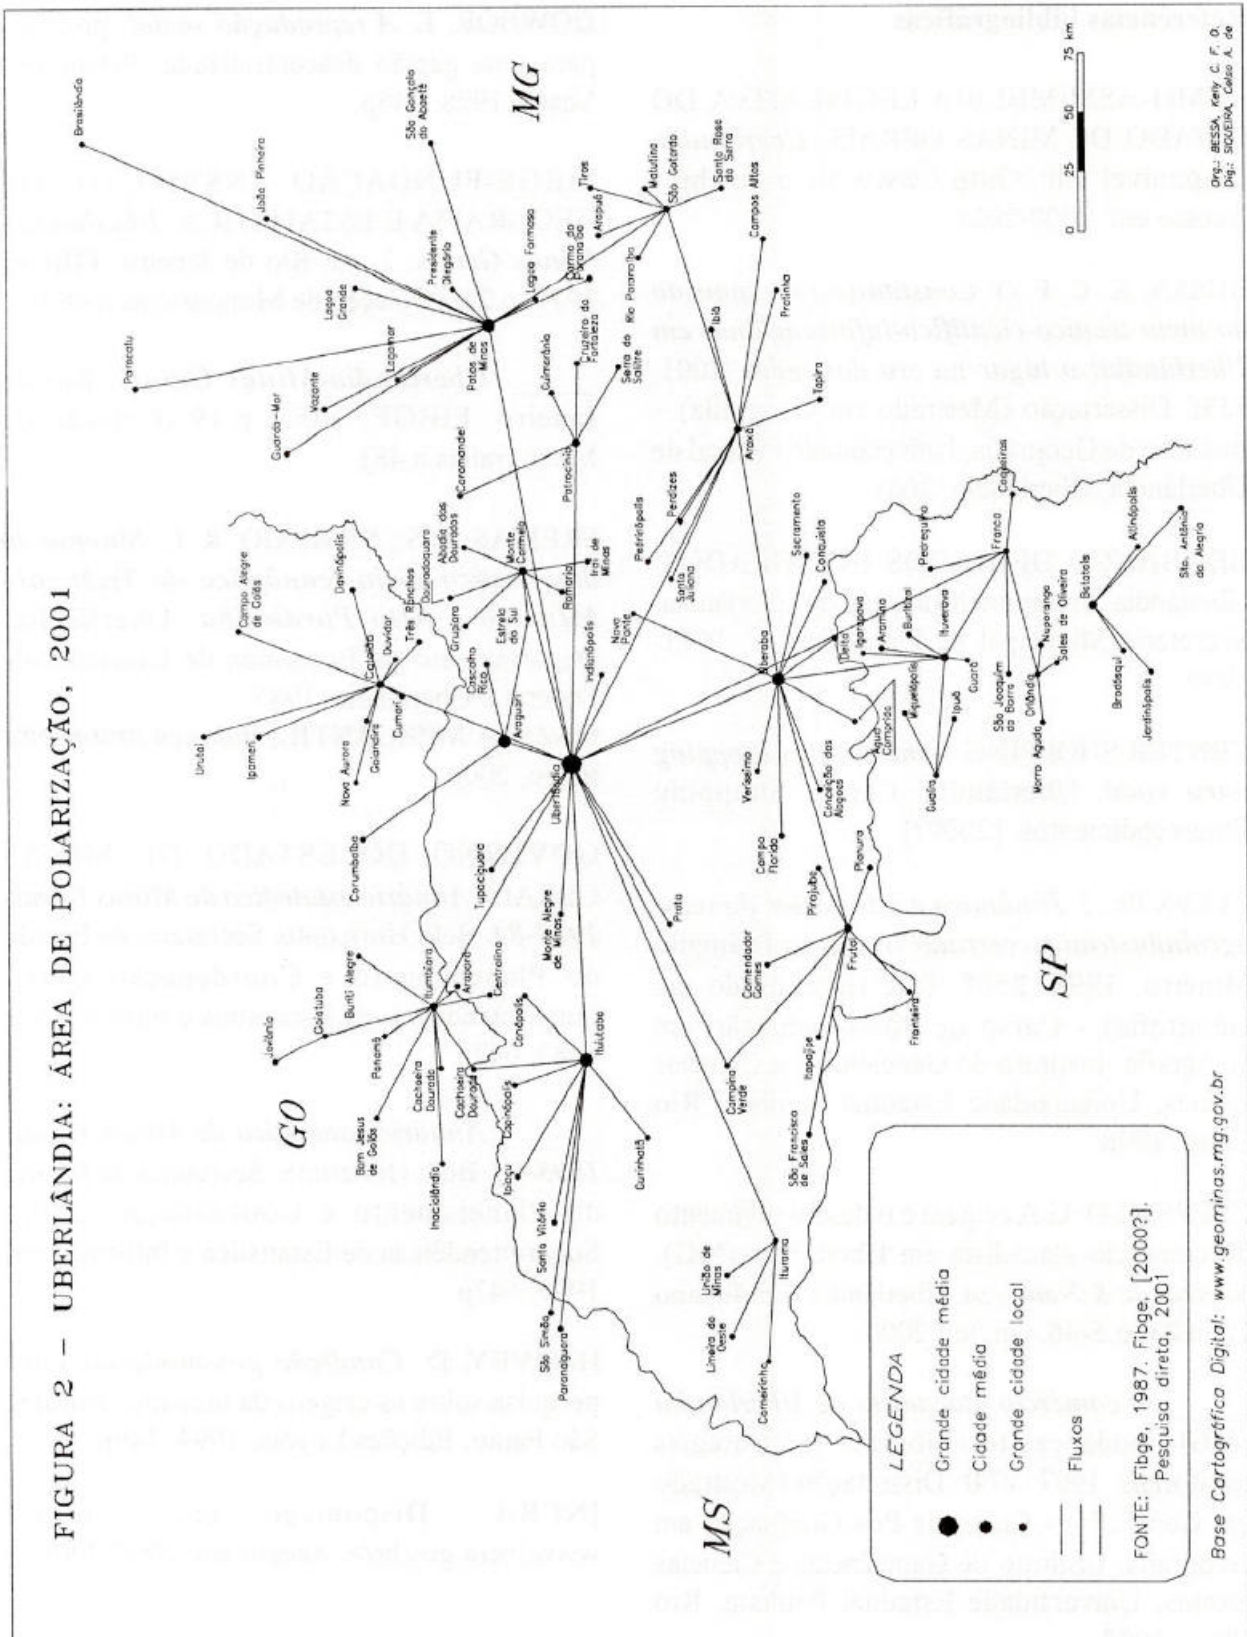 FIGURA 2 – UBERLÂNDIA: ÁREA DE POLARIZAÇÃO, 2001
Brasilândia
João Pinheiro
MG
São Gonçalo
do Abaeté
Paracatu
Lagoa
Grande
Presidente
Olegário
Guarda-Mor
Vazante
Lagamar
Patos de
Minas
Lagoa Formosa
Carmo do
Paranaíba
Tiros
Arapuá
Matutina
São Gotardo
Santa Rosa
da Serra
Rio Paranaíba
Campos Altos
Guimarânia
Cruzeiro da
Fortaleza
Serra do
Salitre
Ibiá
Pratinha
Tapira
Araxá
Coromandel
Patrocínio
Perdizes
Pedrinópolis
Santa
Juliana
Campo Alegre
de Goiás
Davinópolis
Urutaí
Ipameri
Catalão
Ouvidor
Três
Ranchos
Nova Aurora
Goiandira
Cumari
Douradoquara
Abadia dos
Dourados
Monte
Carmelo
Grupiara
Estrela
do Sul
Romaria
Iraí de
Minas
Cascalho
Rico
Araguari
Indianópolis
Nova
Ponte
Uberlândia
Corumbaíba
Tupaciguara
Monte Alegre
de Minas
Prata
GO
Joviânia
Goiatuba
Buriti Alegre
Itumbiara
Araporã
Centralina
Panamá
Canápolis
Cachoeira
Dourada
Cachoeira
Dourada
Bom Jesus
de Goiás
Capinópolis
Ituiutaba
Inaciolândia
Ipiaçu
Gurinhatã
Santa Vitória
São Simão
Paranaiguara
Sacramento
Conquista
Uberaba
Delta
Igarapava
Veríssimo
Água
Comprida
Conceição das
Alagoas
Campo
Florido
Pirajuba
Planura
Comendador
Gomes
Frutal
Fronteira
Campina
Verde
Itapajipe
São Francisco
de Sales
União de
Minas
Iturama
Limeira do
Oeste
Carneirinho
MS
SP
Pedregulho
Aramina
Buritizal
Ituverava
Miguelópolis
Guará
Ipuã
Guaíra
Franca
Capetinga
São Joaquim
da Barra
Nuporanga
Orlândia
Sales de Oliveira
Morro Agudo
Batatais
Altinópolis
Sto. Antônio
da Alegria
Brodósqui
Jardinópolis
0 25 50 75 km
LEGENDA
Grande cidade média
Cidade média
Grande cidade local
Fluxos
FONTE: Fibge, 1987. Fibge, [2000?];
Pesquisa direta, 2001
Base Cartográfica Digital: www.geominas.mg.gov.br
Org.: BESSA, Kelly C. F. O.
Dig.: SIQUEIRA, Celso A. de